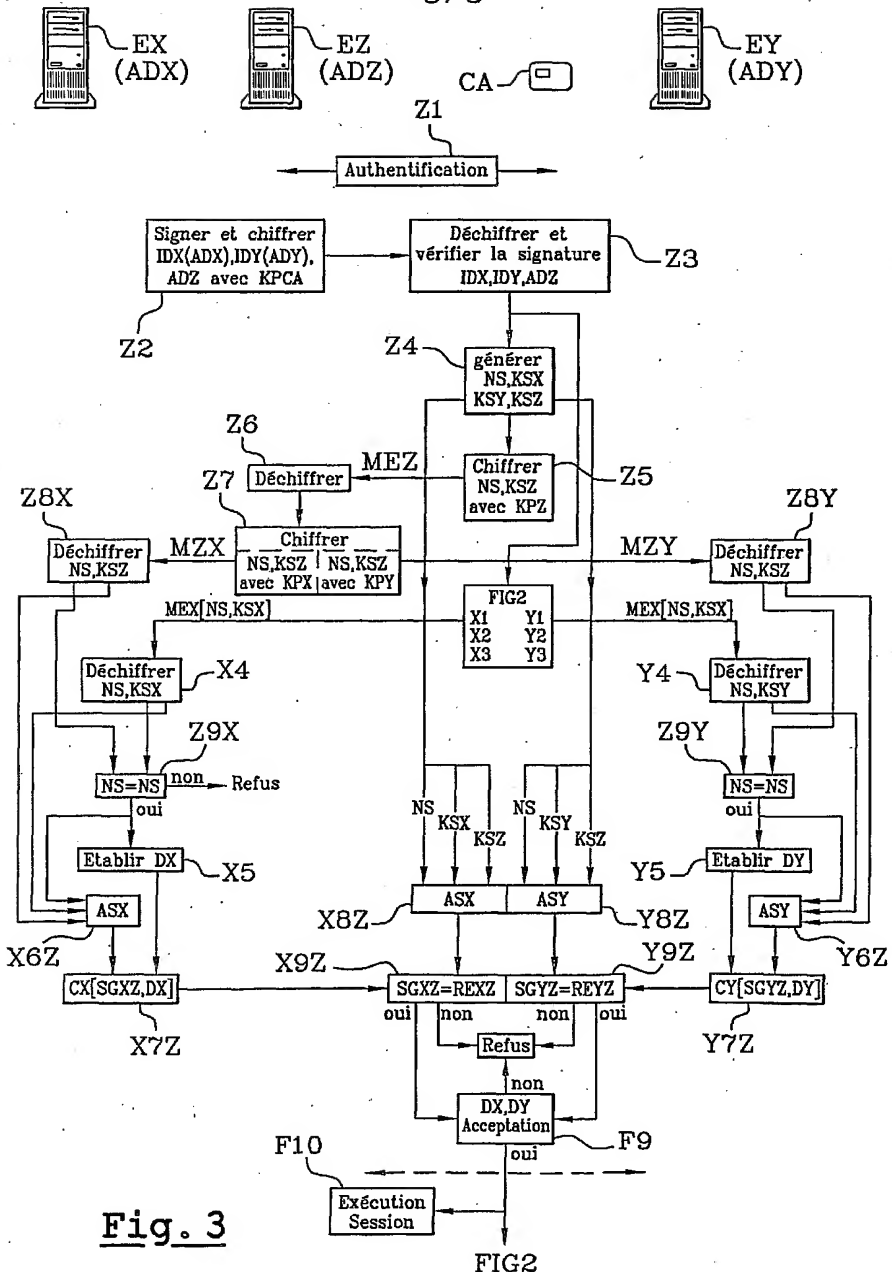 EX
(ADX)
EZ
(ADZ)
CA
EY
(ADY)
Z1
Authentification
Signer et chiffrer
IDX(ADX),IDY(ADY),
ADZ avec KPCA
Z2
Déchiffrer et
vérifier la signature
IDX,IDY,ADZ
Z3
Z4
générer
NS,KSX
KSY,KSZ
Z6
Déchiffrer
MEZ
Chiffrer
NS,KSZ
avec KPZ
Z5
Z7
Chiffrer
NS,KSZ
avec KPX
NS,KSZ
avec KPY
Z8X
Déchiffrer
NS,KSZ
MZX
MZY
Z8Y
Déchiffrer
NS,KSZ
MEX[NS,KSX]
FIG2
X1 Y1
X2 Y2
X3 Y3
MEX[NS,KSX]
Déchiffrer
NS,KSX
X4
Y4
Déchiffrer
NS,KSY
Z9X
NS=NS
non
Refus
oui
Z9Y
NS=NS
oui
NS
KSX
KSZ
NS
KSY
KSZ
Etablir DX
X5
Y5
Etablir DY
ASX
X6Z
X8Z
ASX
ASY
Y8Z
ASY
Y6Z
CX[SGXZ,DX]
X7Z
X9Z
SGXZ=REXZ
SGYZ=REYZ
Y9Z
CY[SGYZ,DY]
Y7Z
oui
non
non
oui
Refus
non
DX,DY
Acceptation
F9
oui
F10
Exécution
Session
Fig. 3
FIG2